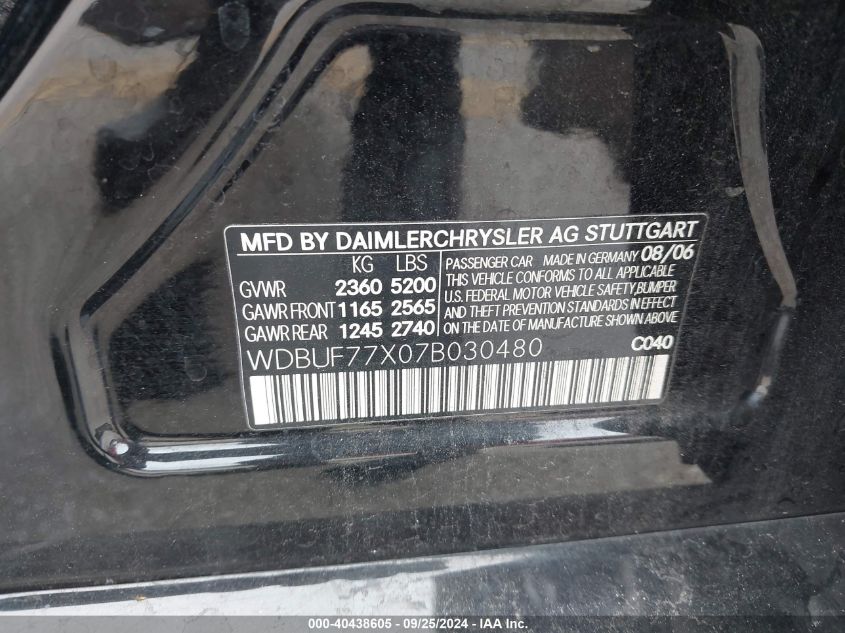 MFD BY DAIMLERCHRYSLER AG STUTTGART
KG LBS
GVWR 2360 5200
GAWR FRONT 1165 2565
GAWR REAR 1245 2740
PASSENGER CAR MADE IN GERMANY 08/06
THIS VEHICLE CONFORMS TO ALL APPLICABLE
U.S. FEDERAL MOTOR VEHICLE SAFETY,BUMPER
AND THEFT PREVENTION STANDARDS IN EFFECT
ON THE DATE OF MANUFACTURE SHOWN ABOVE
WDBUF77X07B030480 C040
000-40438605 - 09/25/2024 - IAA